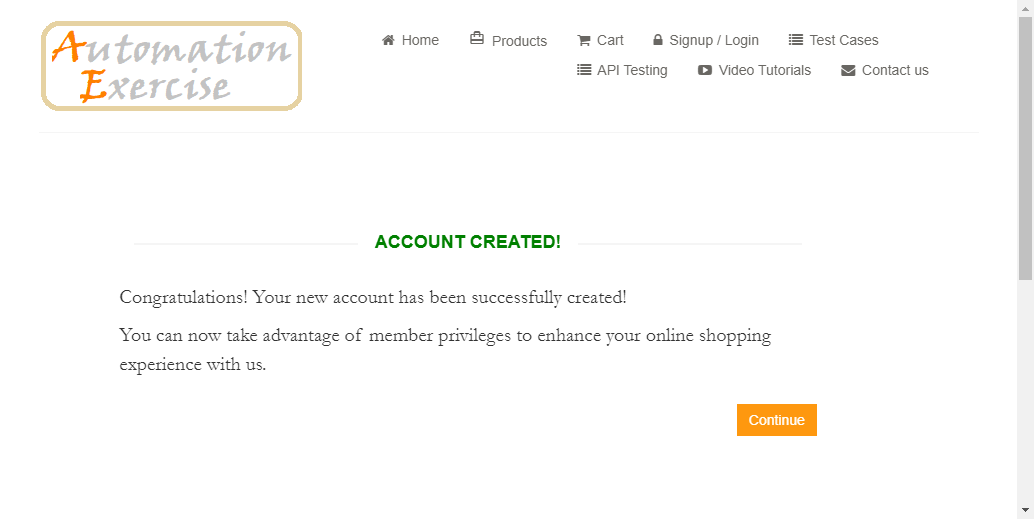 Automation
Exercise
Home Products Cart Signup / Login Test Cases
API Testing Video Tutorials Contact us
ACCOUNT CREATED!
Congratulations! Your new account has been successfully created!
You can now take advantage of member privileges to enhance your online shopping
experience with us.
Continue